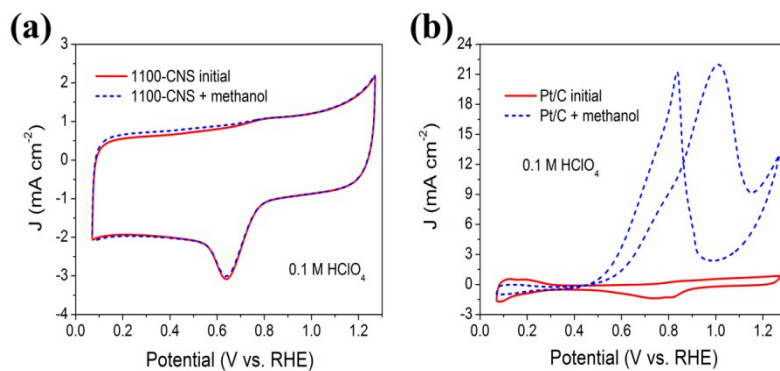 (a)
3
2
1
0
-1
-2
-3
-4
J (mA cm⁻²)
1100-CNS initial
1100-CNS + methanol
0.1 M HClO₄
0.0 0.2 0.4 0.6 0.8 1.0 1.2
Potential (V vs. RHE)
(b)
24
21
18
15
12
9
6
3
0
-3
J (mA cm⁻²)
Pt/C initial
Pt/C + methanol
0.1 M HClO₄
0.0 0.2 0.4 0.6 0.8 1.0 1.2
Potential (V vs. RHE)